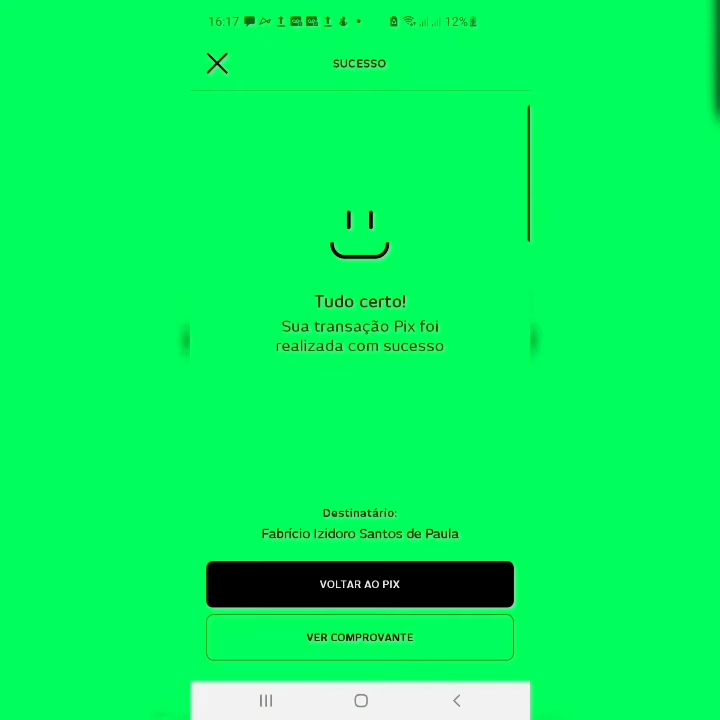 16:17 12%
SUCESSO
Tudo certo!
Sua transação Pix foi
realizada com sucesso
Destinatário:
Fabrício Izidoro Santos de Paula
VOLTAR AO PIX
VER COMPROVANTE